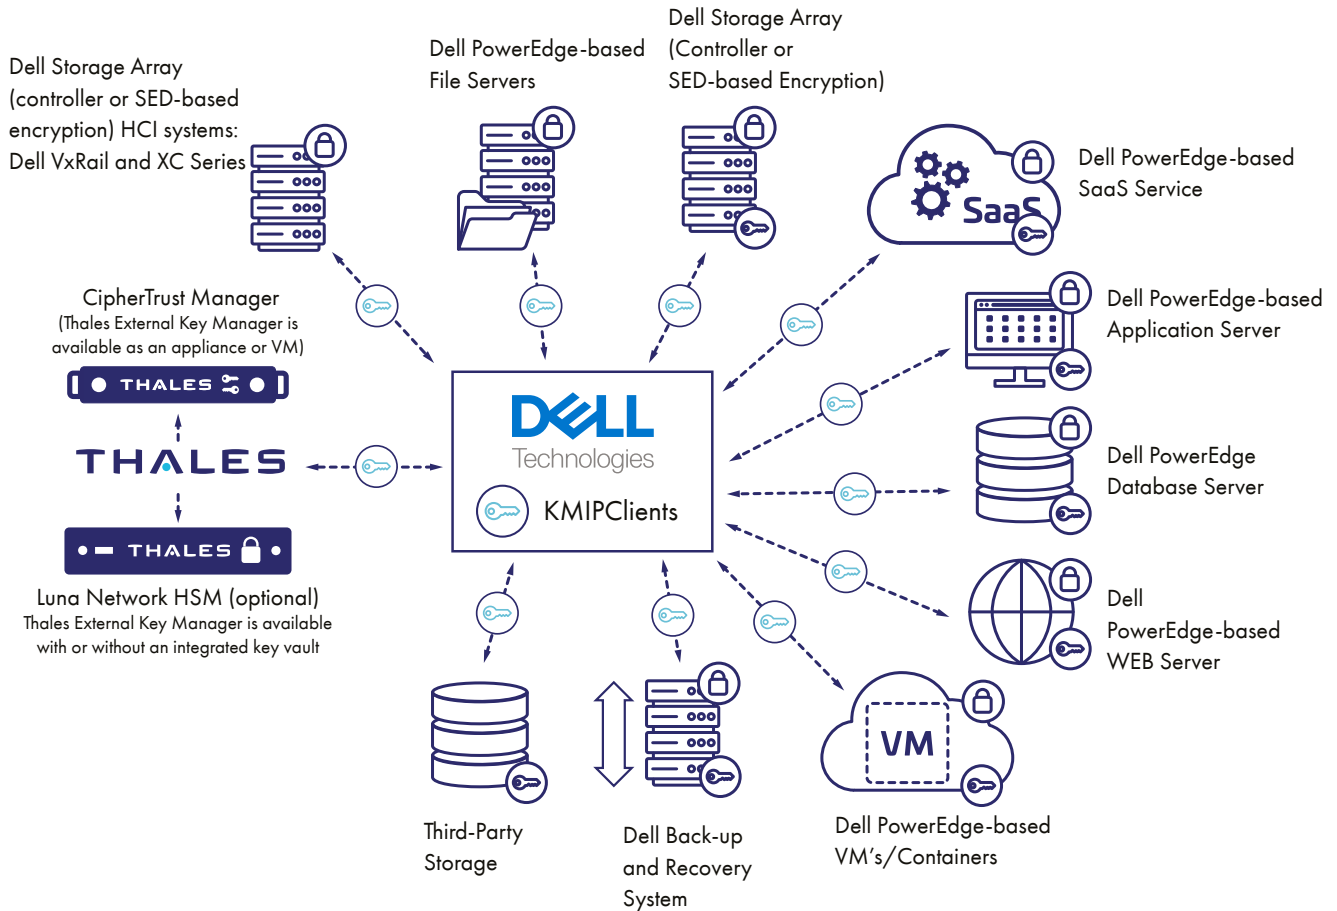 Dell Storage Array
(controller or SED-based
encryption) HCI systems:
Dell VxRail and XC Series
Dell PowerEdge-based
File Servers
Dell Storage Array
(Controller or
SED-based Encryption)
SaaS
Dell PowerEdge-based
SaaS Service
CipherTrust Manager
(Thales External Key Manager is
available as an appliance or VM)
THALES
THALES
THALES
Luna Network HSM (optional)
Thales External Key Manager is available
with or without an integrated key vault
DELL
Technologies
KMIPClients
Dell PowerEdge-based
Application Server
Dell PowerEdge
Database Server
Dell
PowerEdge-based
WEB Server
VM
Dell PowerEdge-based
VM's/Containers
Third-Party
Storage
Dell Back-up
and Recovery
System